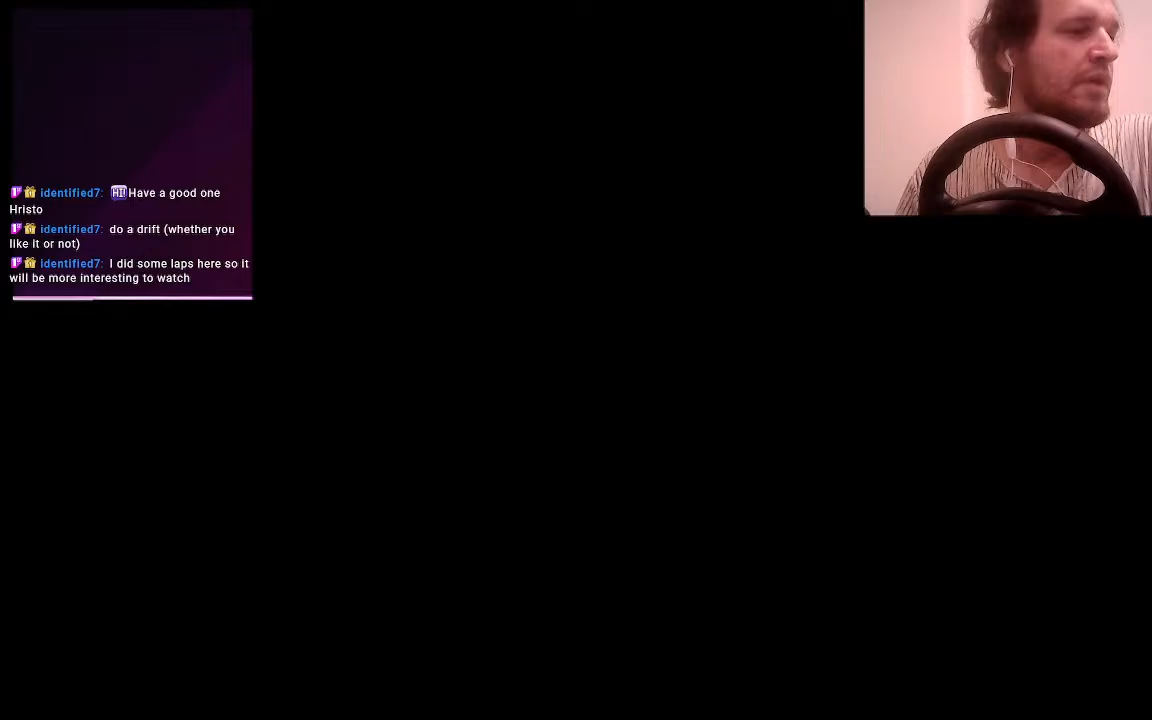 identified7: HI Have a good one
Hristo
identified7: do a drift (whether you
like it or not)
identified7: I did some laps here so it
will be more interesting to watch